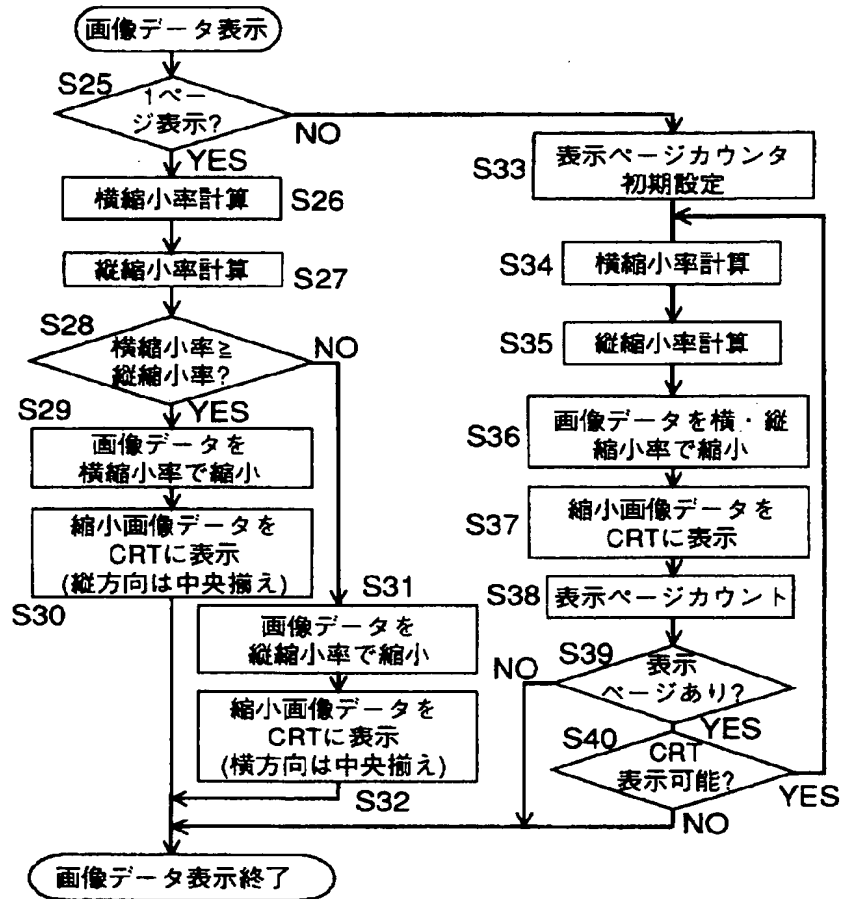 画像データ表示
S25
1ペー
ジ表示?
NO
YES
横縮小率計算
S26
縦縮小率計算
S27
S28
横縮小率≧
縦縮小率?
NO
YES
S29
画像データを
横縮小率で縮小
縮小画像データを
CRTに表示
(縦方向は中央揃え)
S30
S31
画像データを
縦縮小率で縮小
縮小画像データを
CRTに表示
(横方向は中央揃え)
S32
S33
表示ページカウンタ
初期設定
S34
横縮小率計算
S35
縦縮小率計算
S36
画像データを横・縦
縮小率で縮小
S37
縮小画像データを
CRTに表示
S38
表示ページカウント
S39
表示
ページあり?
NO
YES
S40
CRT
表示可能?
YES
NO
画像データ表示終了